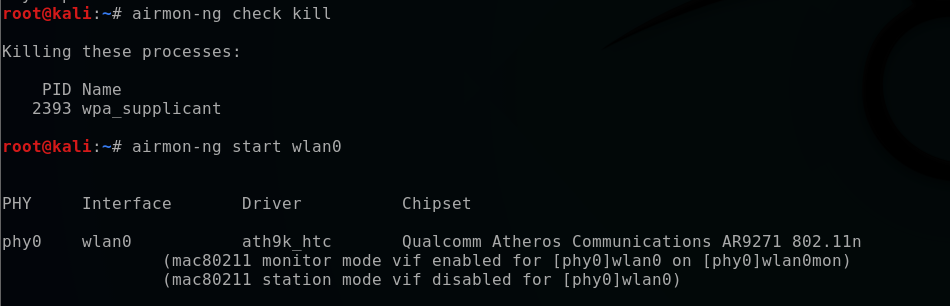 root@kali:~# airmon-ng check kill
Killing these processes:
PID Name
2393 wpa_supplicant
root@kali:~# airmon-ng start wlan0
PHY Interface Driver Chipset
phy0 wlan0 ath9k_htc Qualcomm Atheros Communications AR9271 802.11n
(mac80211 monitor mode vif enabled for [phy0]wlan0 on [phy0]wlan0mon)
(mac80211 station mode vif disabled for [phy0]wlan0)